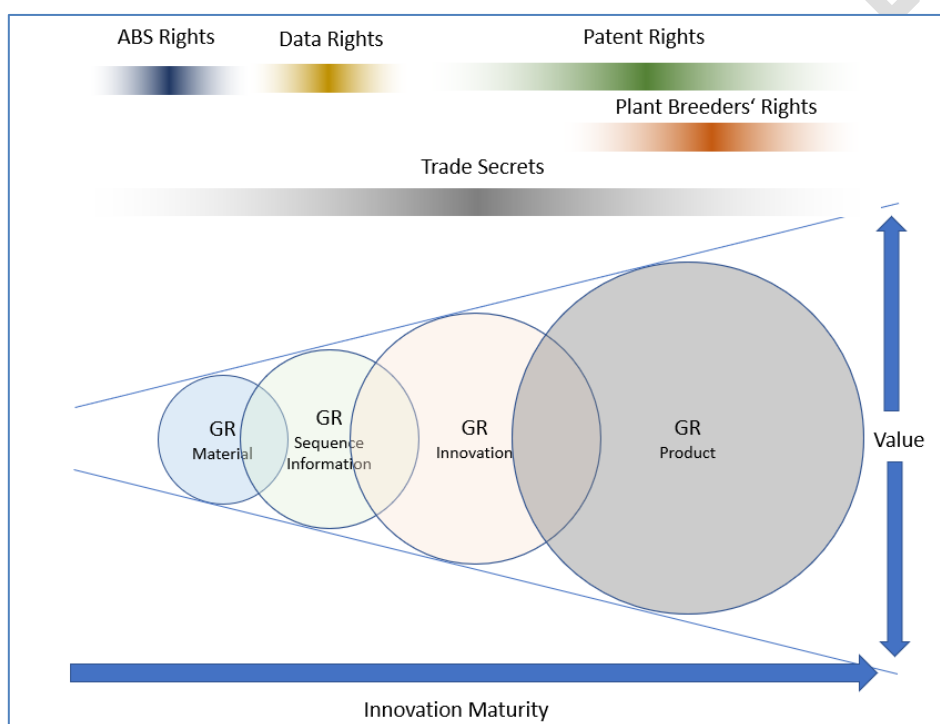 ABS Rights
Data Rights
Patent Rights
Plant Breeders‘ Rights
Trade Secrets
GR
Material
GR
Sequence
Information
GR
Innovation
GR
Product
Value
Innovation Maturity